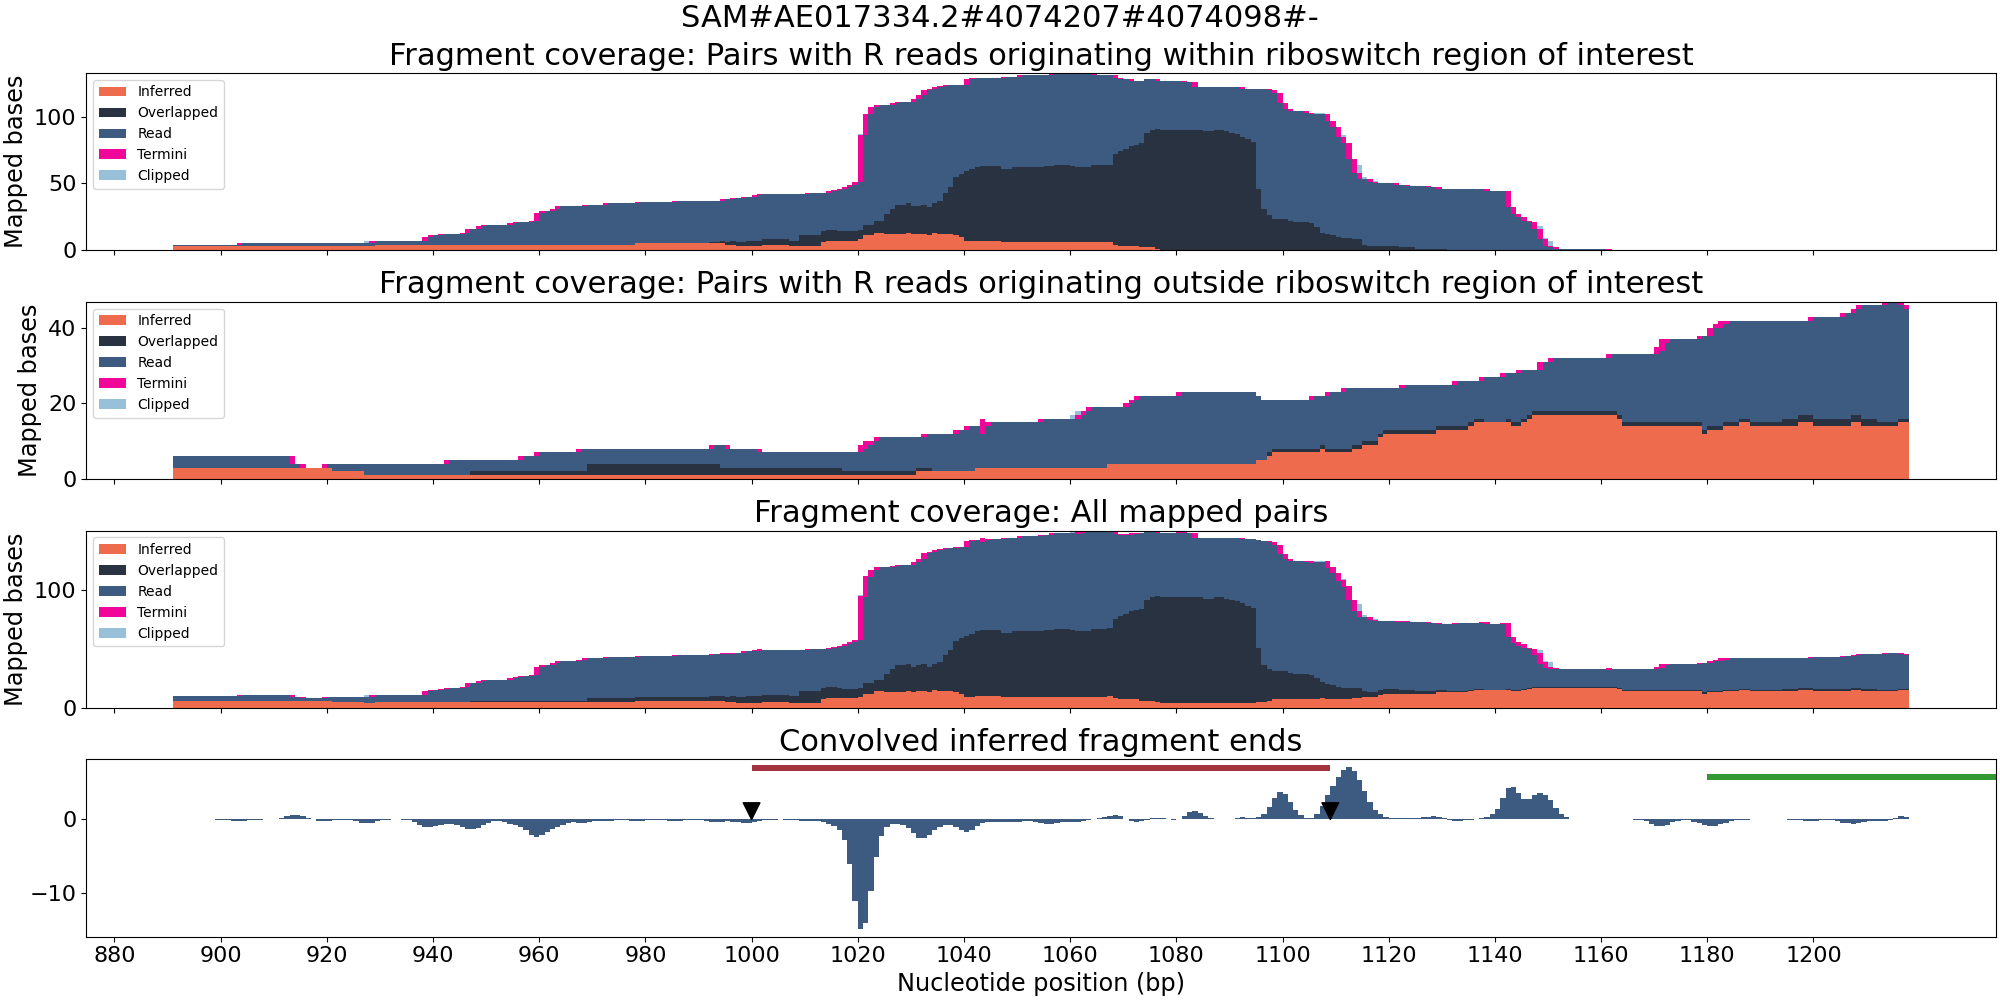 SAM#AE017334.2#4074207#4074098#-
Fragment coverage: Pairs with R reads originating within riboswitch region of interest
Mapped bases
100
50
0
Inferred
Overlapped
Read
Termini
Clipped
Fragment coverage: Pairs with R reads originating outside riboswitch region of interest
Mapped bases
40
20
0
Inferred
Overlapped
Read
Termini
Clipped
Fragment coverage: All mapped pairs
Mapped bases
100
0
Inferred
Overlapped
Read
Termini
Clipped
Convolved inferred fragment ends
0
−10
880 900 920 940 960 980 1000 1020 1040 1060 1080 1100 1120 1140 1160 1180 1200
Nucleotide position (bp)